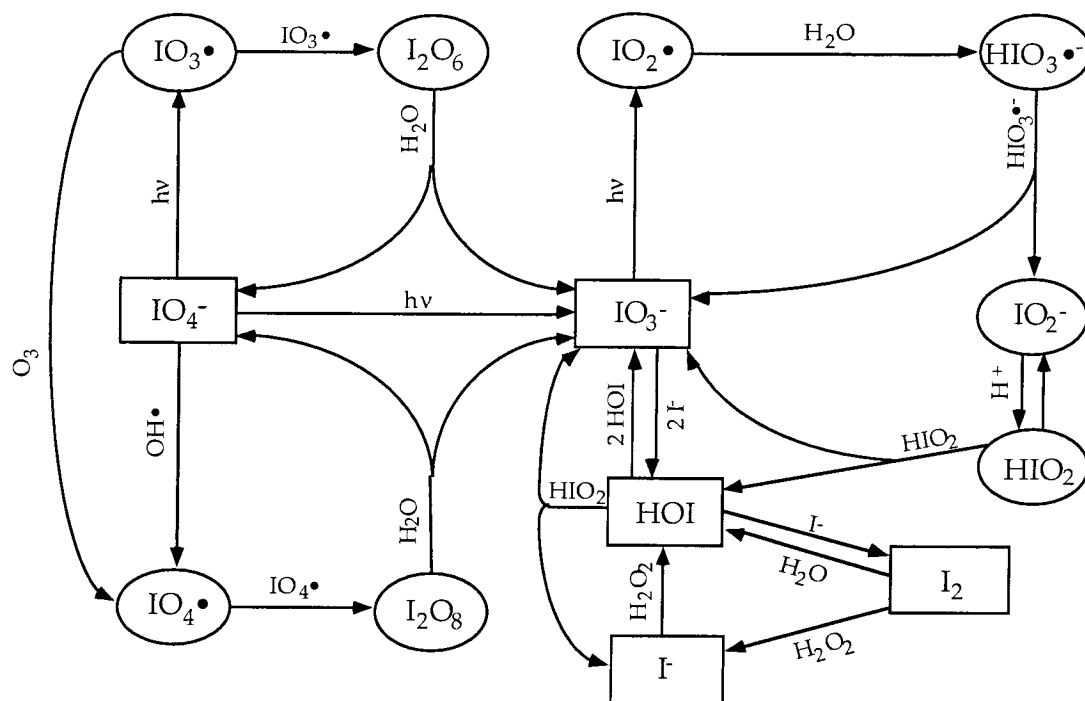 IO₃•
IO₃•
I₂O₆
IO₂•
H₂O
HIO₃•⁻
H₂O
HIO₃•⁻
hν
hν
IO₄⁻
hν
IO₃⁻
IO₂⁻
O₃
H⁺
OH•
2 HOI
2 I⁻
HIO₂
HIO₂
HIO₂
HOI
I⁻
H₂O
H₂O
I₂
IO₄•
IO₄•
I₂O₈
H₂O₂
H₂O₂
I⁻